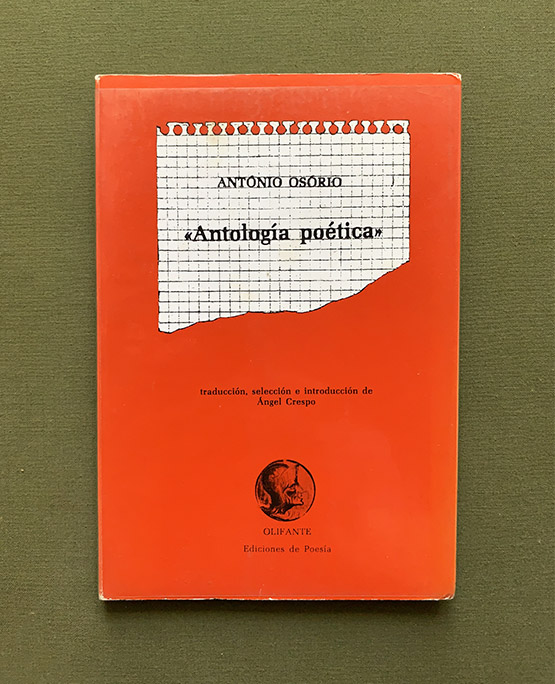 ANTÓNIO OSÓRIO
«Antología poética»
traducción, selección e introducción de
Ángel Crespo
OLIFANTE
Ediciones de Poesía